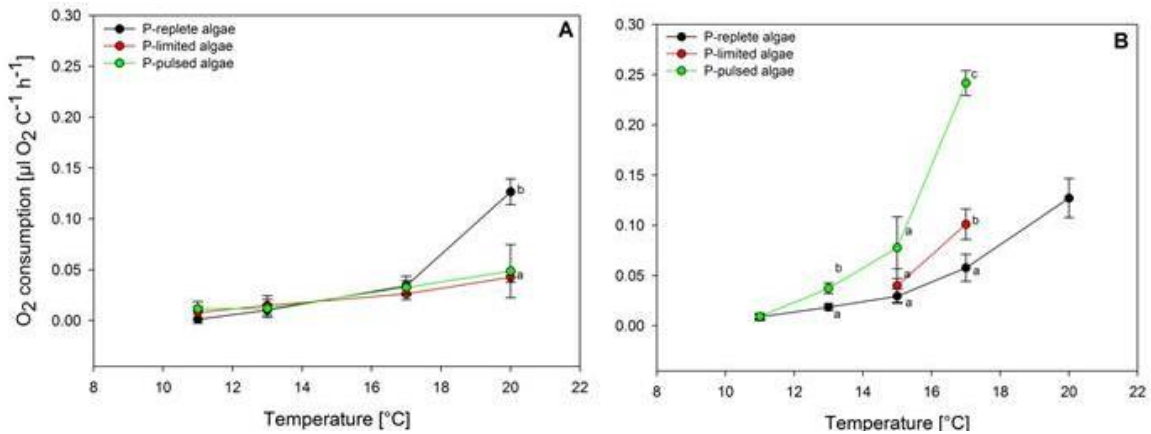 P-replete algae
P-limited algae
P-pulsed algae
A
0.30
0.25
0.20
0.15
0.10
0.05
0.00
b
a
8 10 12 14 16 18 20 22
O₂ consumption [µl O₂ C⁻¹ h⁻¹]
Temperature [°C]
P-replete algae
P-limited algae
P-pulsed algae
B
0.30
0.25
0.20
0.15
0.10
0.05
0.00
c
b
a
b
a
a
a
a
8 10 12 14 16 18 20 22
Temperature [°C]